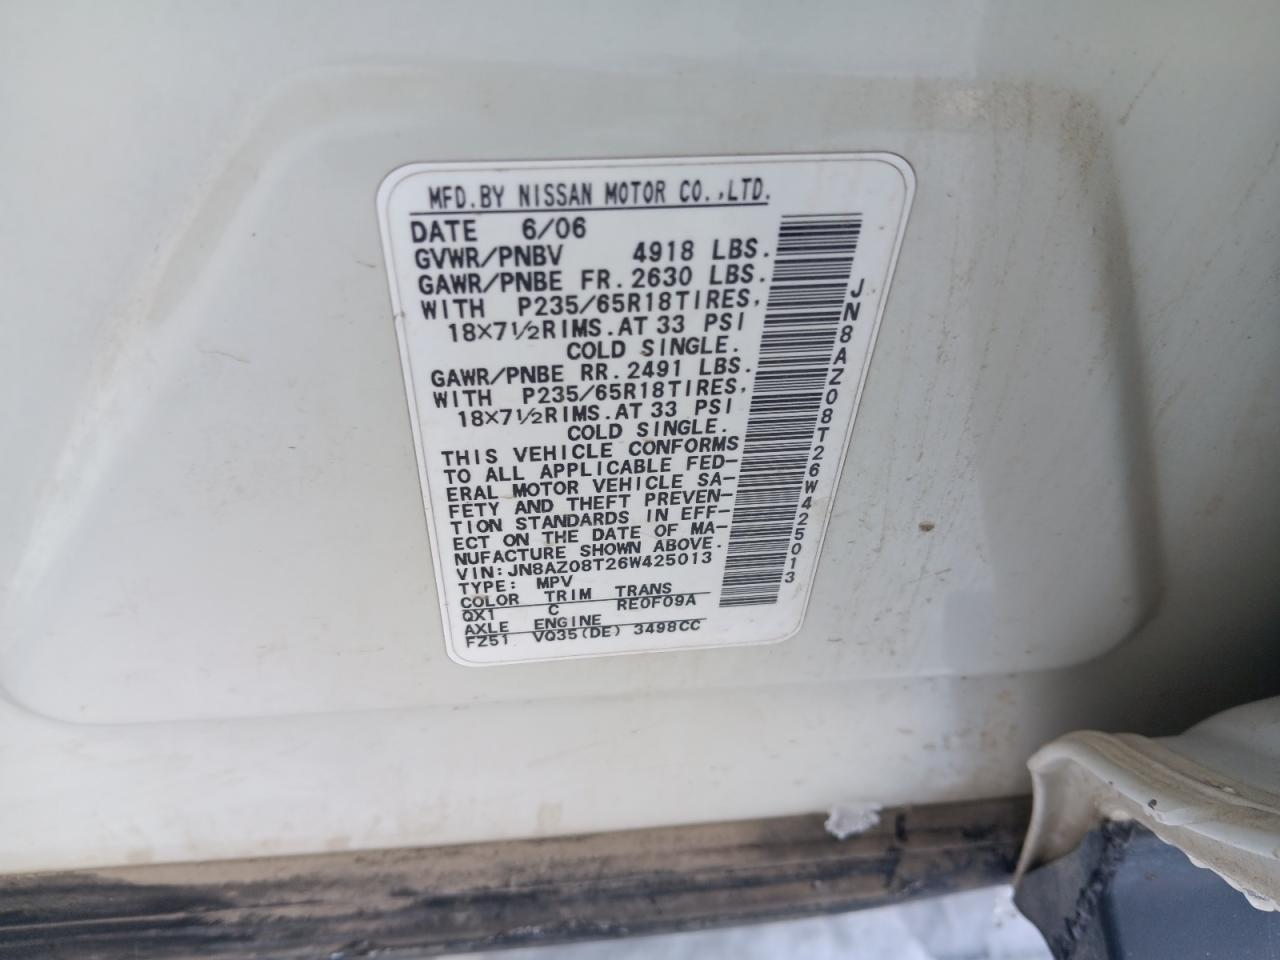 MFD.BY NISSAN MOTOR CO.,LTD.
DATE 6/06
GVWR/PNBV 4918 LBS.
GAWR/PNBE FR.2630 LBS.
WITH P235/65R18TIRES,
18×7½RIMS.AT 33 PSI
COLD SINGLE.
GAWR/PNBE RR.2491 LBS.
WITH P235/65R18TIRES,
18×7½RIMS.AT 33 PSI
COLD SINGLE.
THIS VEHICLE CONFORMS
TO ALL APPLICABLE FED-
ERAL MOTOR VEHICLE SA-
FETY AND THEFT PREVEN-
TION STANDARDS IN EFF-
ECT ON THE DATE OF MA-
NUFACTURE SHOWN ABOVE.
VIN:JN8AZ08T26W425013
TYPE: MPV
COLOR TRIM TRANS
QX1 C RE0F09A
AXLE ENGINE
FZ51 VQ35(DE) 3498CC
JN8AZ08T26W425013